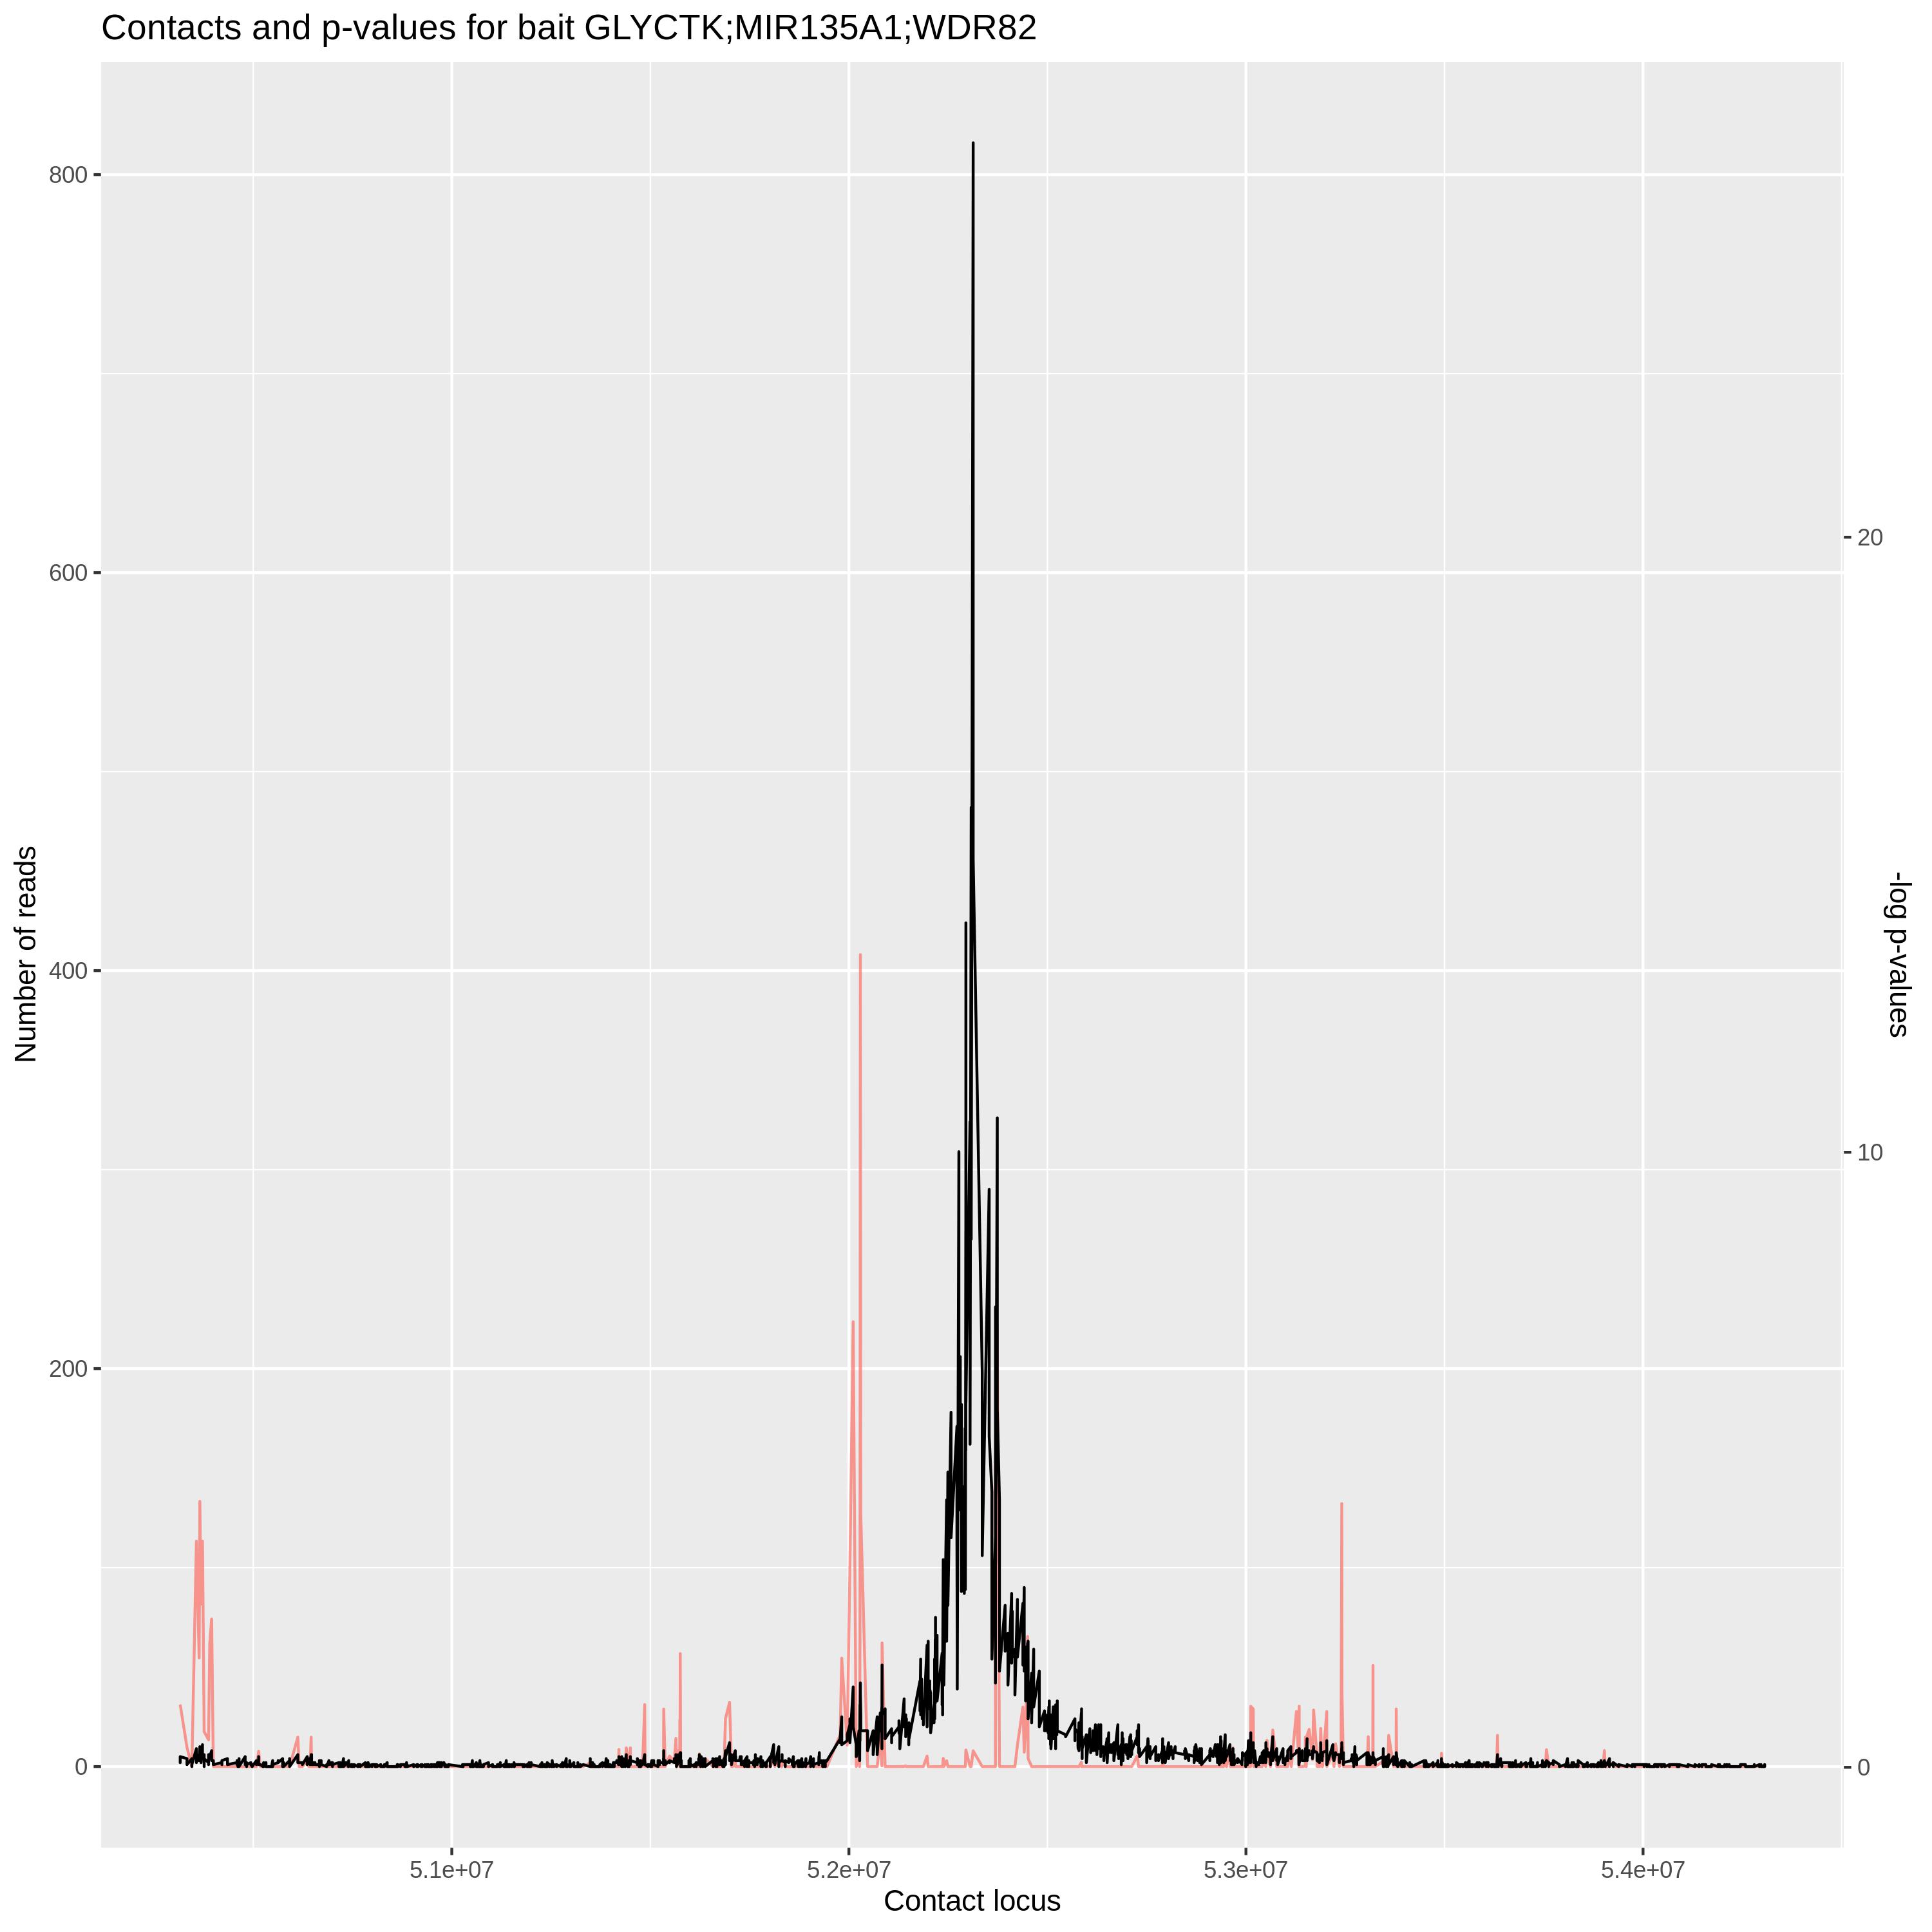 Contacts and p-values for bait GLYCTK;MIR135A1;WDR82
800
600
400
200
0
Number of reads
20
10
0
-log p-values
5.1e+07
5.2e+07
5.3e+07
5.4e+07
Contact locus